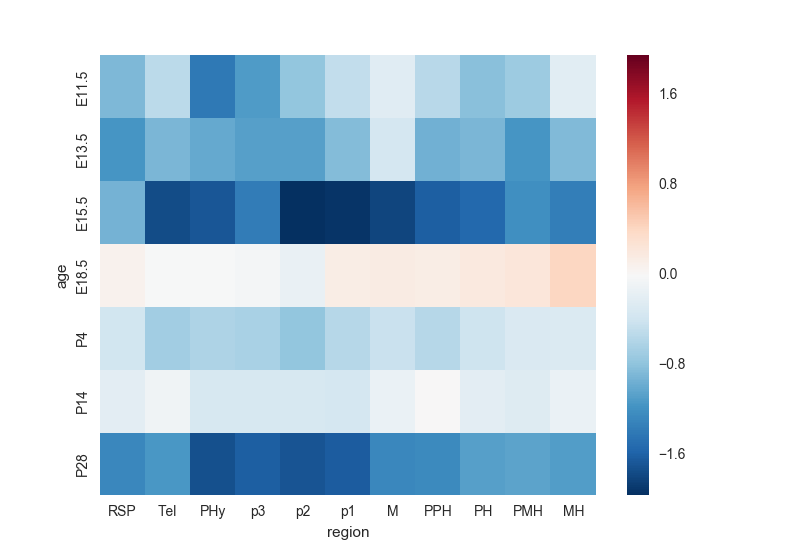 E11.5
E13.5
E15.5
E18.5
P4
P14
P28
age
RSP Tel PHy p3 p2 p1 M PPH PH PMH MH
region
1.6
0.8
0.0
−0.8
−1.6